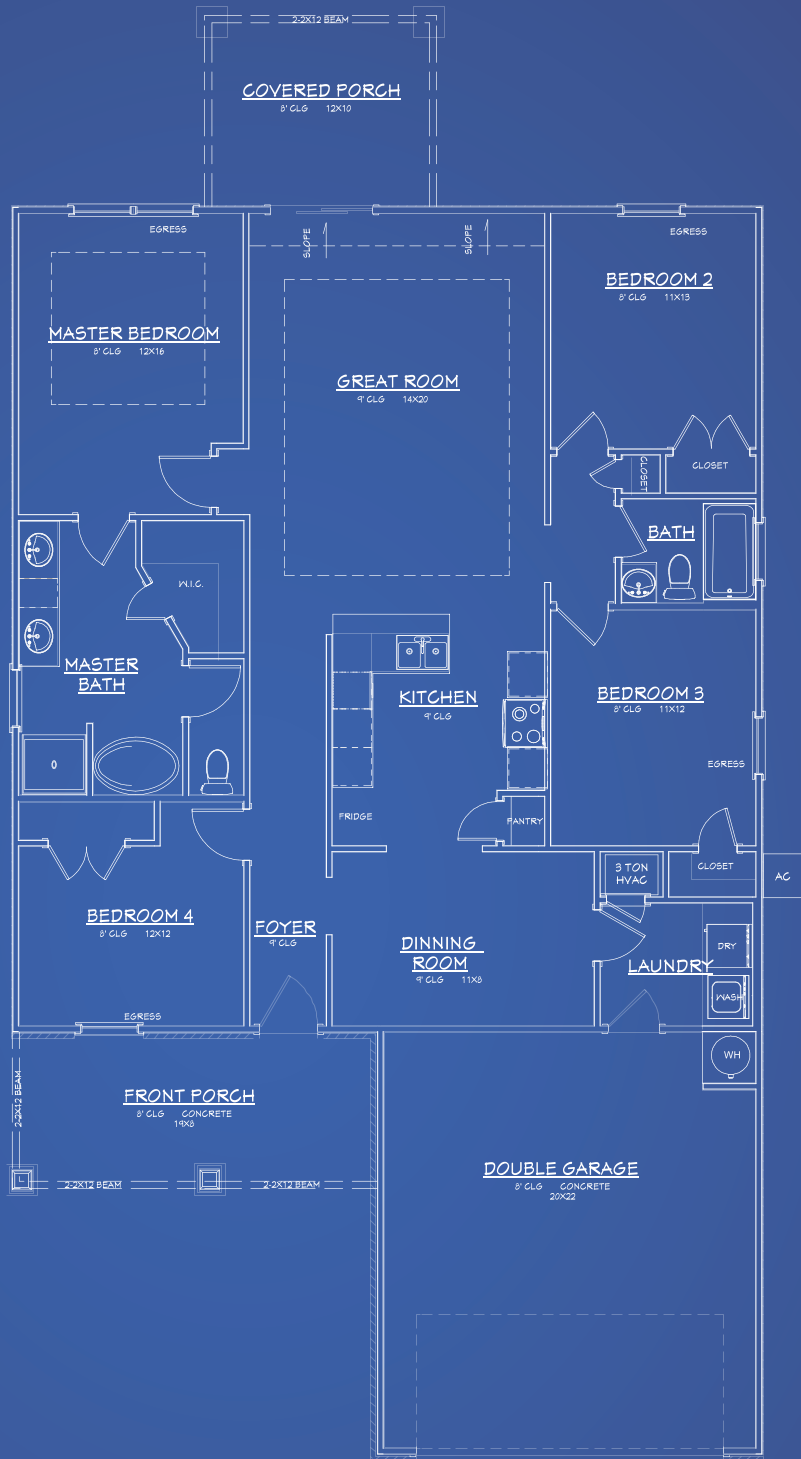 2-2X12 BEAM
COVERED PORCH
8' CLG 12X10
EGRESS
SLOPE
SLOPE
EGRESS
MASTER BEDROOM
8' CLG 12X16
BEDROOM 2
8' CLG 11X13
GREAT ROOM
9' CLG 14X20
CLOSET
CLOSET
BATH
W.I.C.
MASTER
BATH
KITCHEN
9' CLG
BEDROOM 3
8' CLG 11X12
EGRESS
FRIDGE
PANTRY
3 TON
HVAC
CLOSET
AC
BEDROOM 4
8' CLG 12X12
FOYER
9' CLG
DINNING
ROOM
9' CLG 11X8
LAUNDRY
DRY
WASH
EGRESS
WH
2-2X12 BEAM
FRONT PORCH
8' CLG CONCRETE
19X8
2-2X12 BEAM
2-2X12 BEAM
DOUBLE GARAGE
8' CLG CONCRETE
20X22